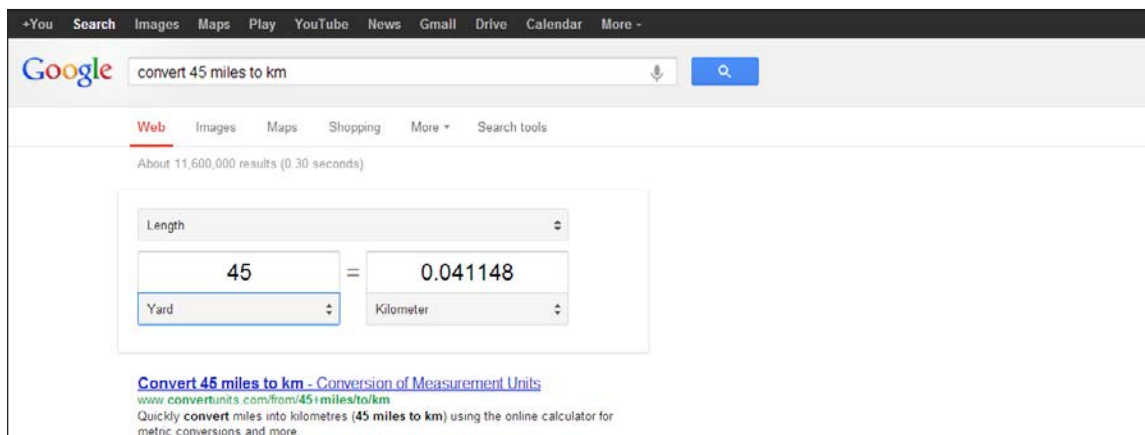 +You Search Images Maps Play YouTube News Gmail Drive Calendar More
Google convert 45 miles to km
Web Images Maps Shopping More Search tools
About 11,600,000 results (0.30 seconds)
Length
45 = 0.041148
Yard Kilometer
Convert 45 miles to km - Conversion of Measurement Units
www.convertunits.com/from/45+miles/to/km
Quickly convert miles into kilometres (45 miles to km) using the online calculator for
metric conversions and more.